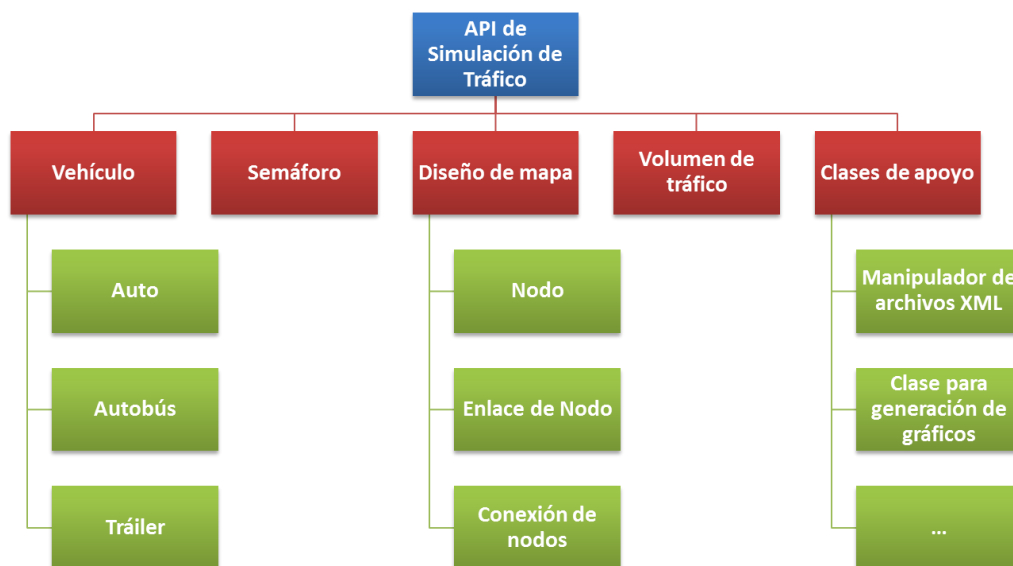 API de
Simulación de
Tráfico
Vehículo
Semáforo
Diseño de mapa
Volumen de
tráfico
Clases de apoyo
Auto
Nodo
Manipulador de
archivos XML
Autobús
Enlace de Nodo
Clase para
generación de
gráficos
Tráiler
Conexión de
nodos
...